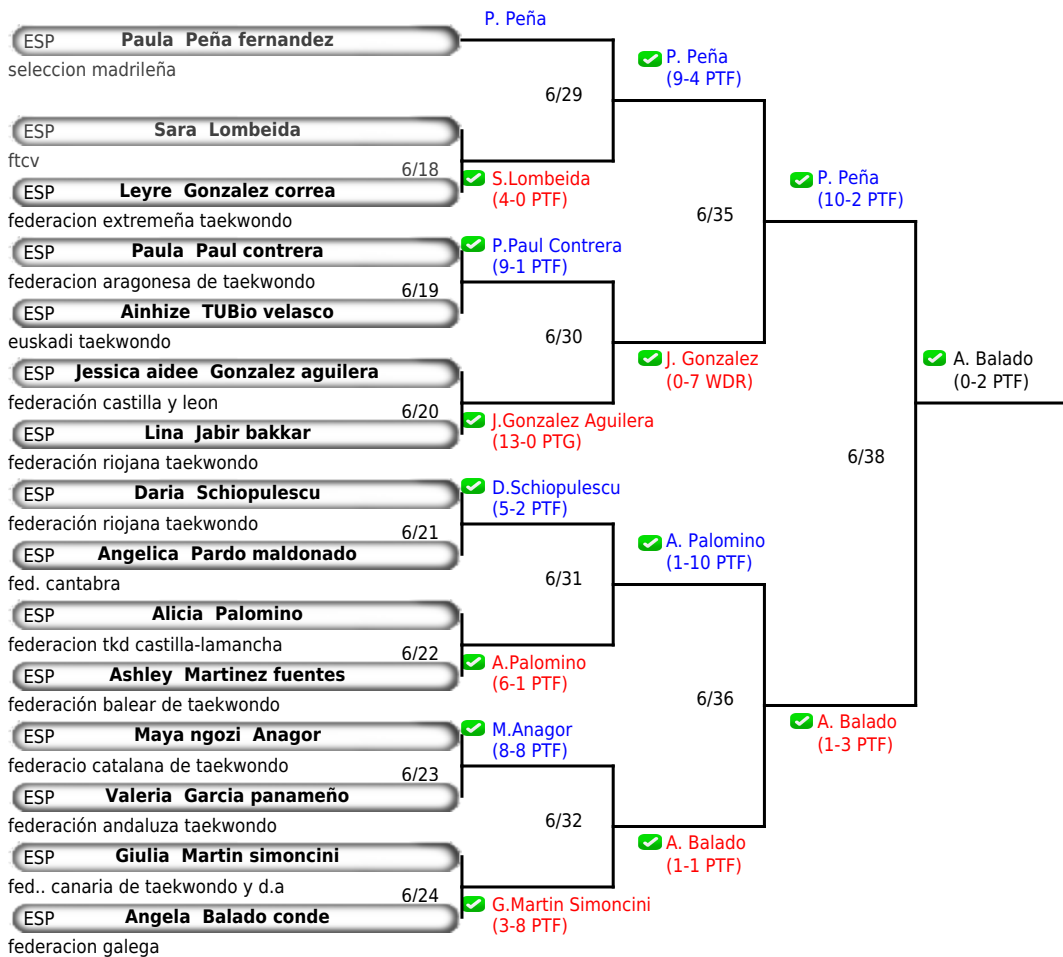 P. Peña
ESP Paula Peña fernandez
seleccion madrileña
P. Peña
(9-4 PTF)
6/29
ESP Sara Lombeida
ftcv
6/18
S.Lombeida
(4-0 PTF)
ESP Leyre Gonzalez correa
federacion extremeña taekwondo
P. Peña
(10-2 PTF)
6/35
ESP Paula Paul contrera
federacion aragonesa de taekwondo
P.Paul Contrera
(9-1 PTF)
6/19
ESP Ainhize TUBio velasco
euskadi taekwondo
6/30
J. Gonzalez
(0-7 WDR)
A. Balado
(0-2 PTF)
ESP Jessica aidee Gonzalez aguilera
federación castilla y leon
6/20
J.Gonzalez Aguilera
(13-0 PTG)
ESP Lina Jabir bakkar
federación riojana taekwondo
6/38
ESP Daria Schiopulescu
federación riojana taekwondo
D.Schiopulescu
(5-2 PTF)
6/21
ESP Angelica Pardo maldonado
fed. cantabra
A. Palomino
(1-10 PTF)
6/31
ESP Alicia Palomino
federacion tkd castilla-lamancha
6/22
A.Palomino
(6-1 PTF)
ESP Ashley Martinez fuentes
federación balear de taekwondo
6/36
A. Balado
(1-3 PTF)
ESP Maya ngozi Anagor
federacio catalana de taekwondo
M.Anagor
(8-8 PTF)
6/23
ESP Valeria Garcia panameño
federación andaluza taekwondo
6/32
A. Balado
(1-1 PTF)
ESP Giulia Martin simoncini
fed.. canaria de taekwondo y d.a
6/24
G.Martin Simoncini
(3-8 PTF)
ESP Angela Balado conde
federacion galega